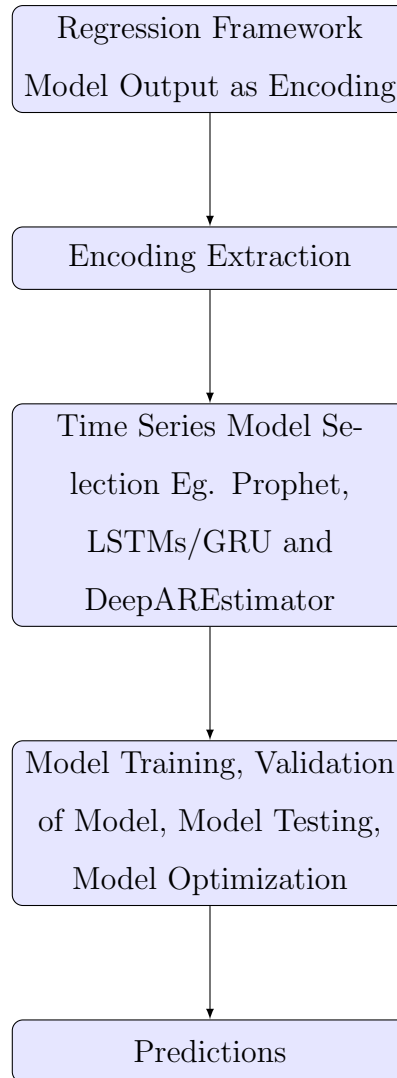 Regression Framework
Model Output as Encoding
Encoding Extraction
Time Series Model Se-
lection Eg. Prophet,
LSTMs/GRU and
DeepAREstimator
Model Training, Validation
of Model, Model Testing,
Model Optimization
Predictions